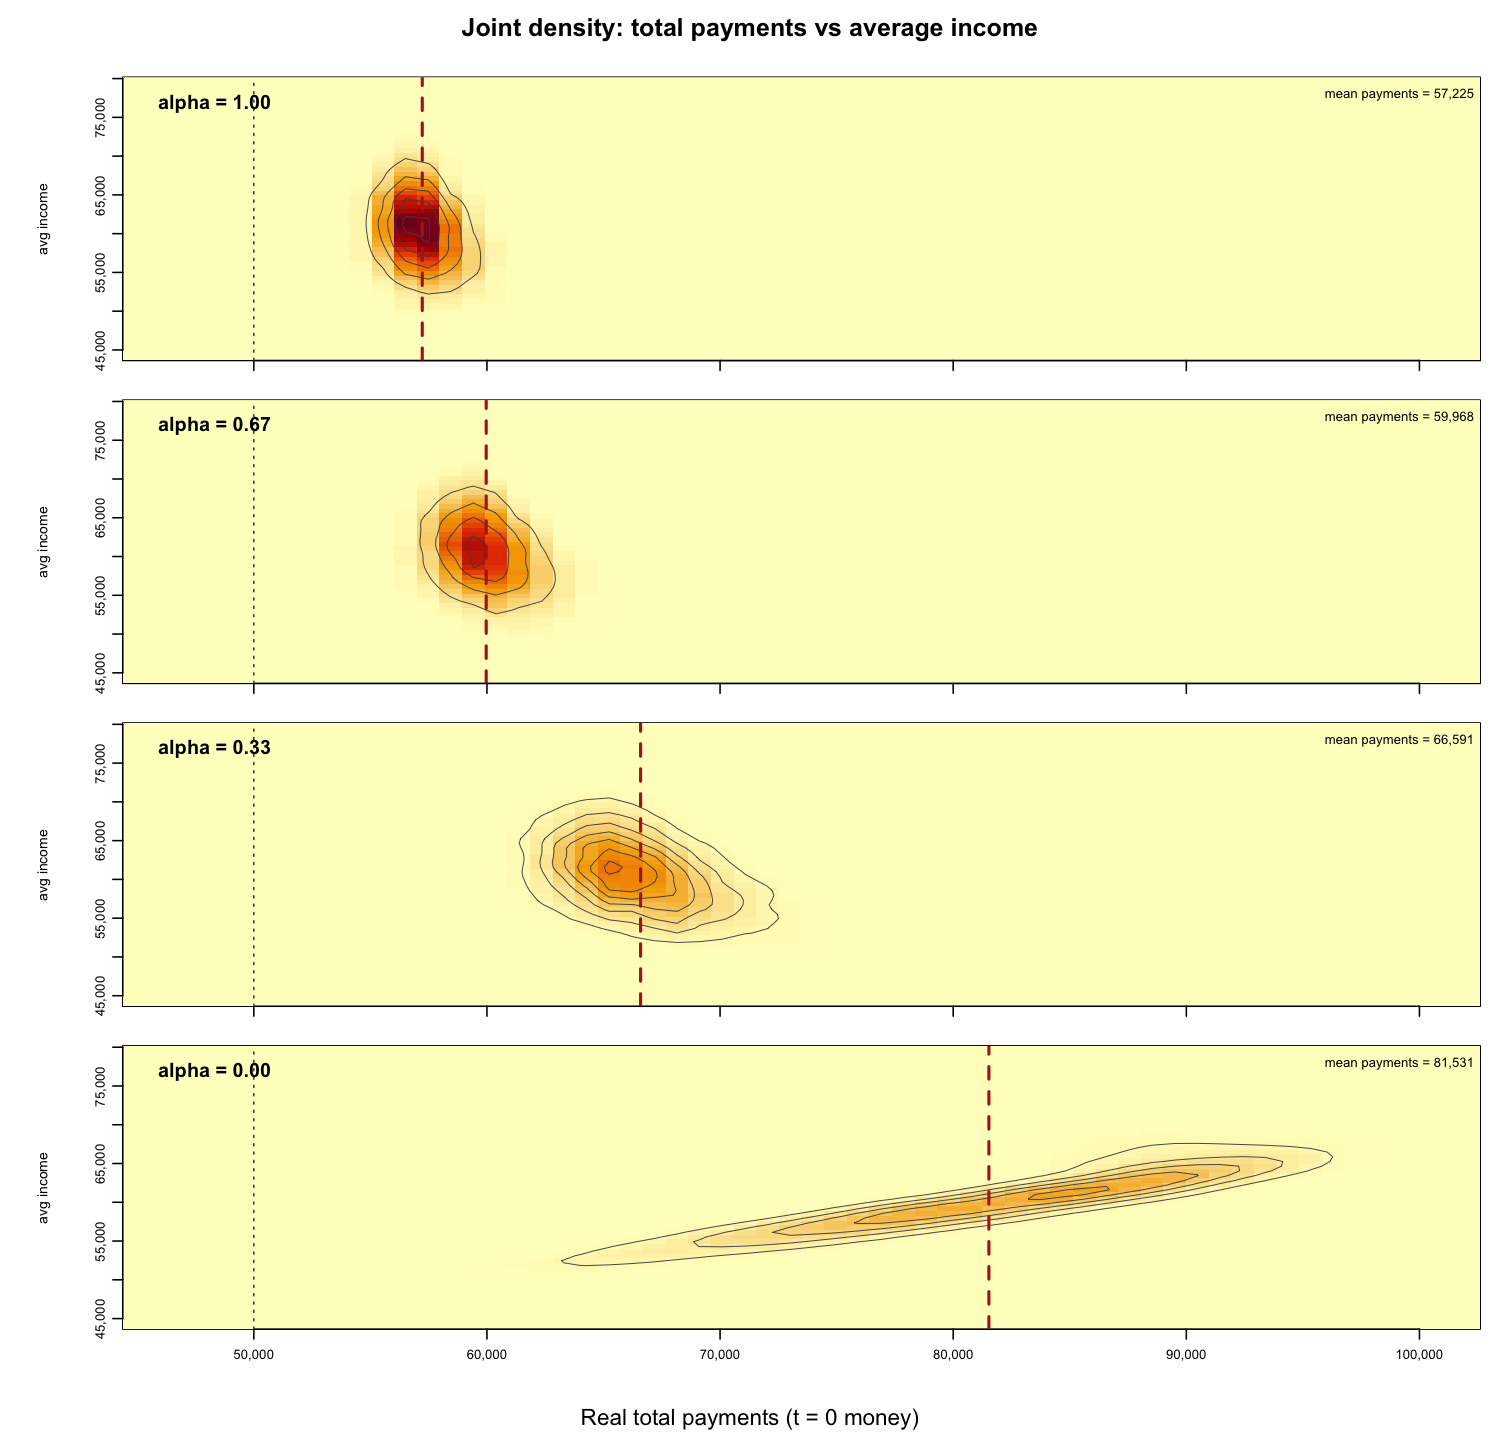 Joint density: total payments vs average income
alpha = 1.00
mean payments = 57,225
75,000
65,000
55,000
45,000
avg income
alpha = 0.67
mean payments = 59,968
75,000
65,000
55,000
45,000
avg income
alpha = 0.33
mean payments = 66,591
75,000
65,000
55,000
45,000
avg income
alpha = 0.00
mean payments = 81,531
75,000
65,000
55,000
45,000
avg income
50,000 60,000 70,000 80,000 90,000 100,000
Real total payments (t = 0 money)